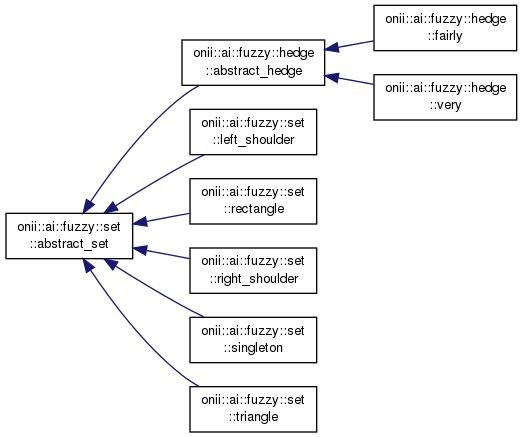 onii::ai::fuzzy::set
::abstract_set
onii::ai::fuzzy::hedge
::abstract_hedge
onii::ai::fuzzy::hedge
::fairly
onii::ai::fuzzy::hedge
::very
onii::ai::fuzzy::set
::left_shoulder
onii::ai::fuzzy::set
::rectangle
onii::ai::fuzzy::set
::right_shoulder
onii::ai::fuzzy::set
::singleton
onii::ai::fuzzy::set
::triangle